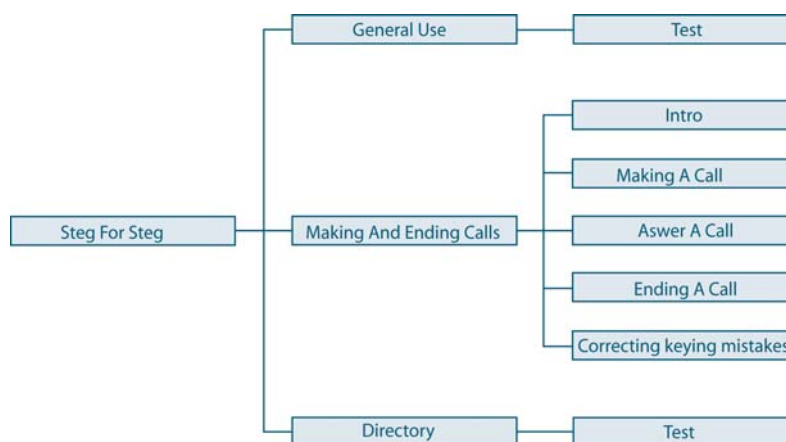 General Use
Test
Intro
Making A Call
Steg For Steg
Making And Ending Calls
Aswer A Call
Ending A Call
Correcting keying mistakes
Directory
Test